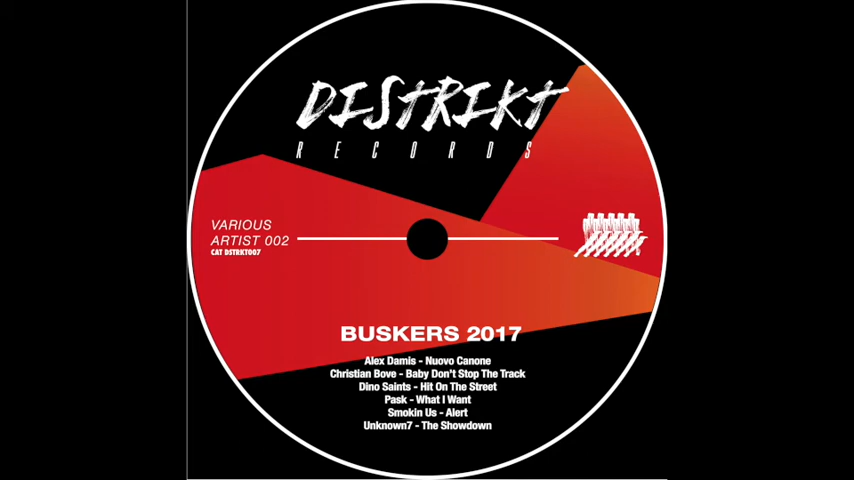 DISTRIKT
RECORDS
VARIOUS
ARTIST 002
CAT DSTRKT007
BUSKERS 2017
Alex Damis - Nuovo Canone
Christian Bove - Baby Don't Stop The Track
Dino Saints - Hit On The Street
Pask - What I Want
Smokin Us - Alert
Unknown7 - The Showdown